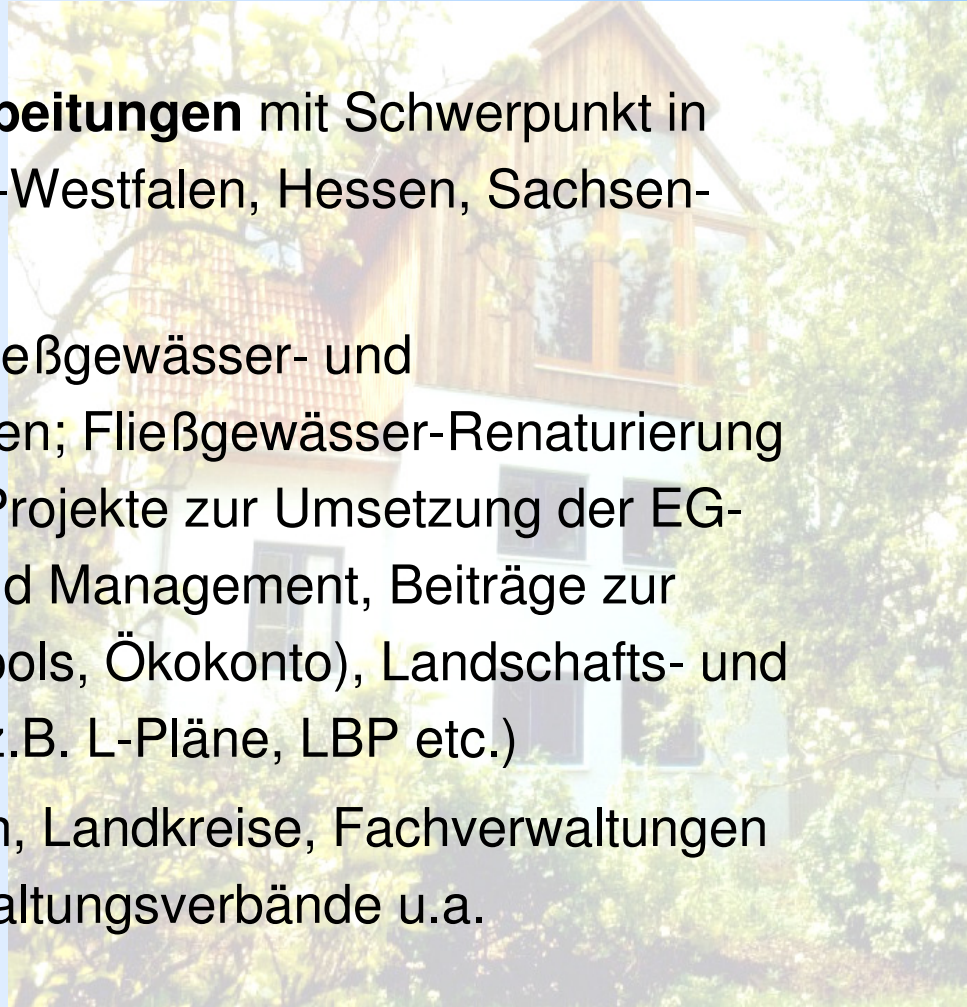 beitungen mit Schwerpunkt in
-Westfalen, Hessen, Sachsen-
eßgewässer- und
en; Fließgewässer-Renaturierung
Projekte zur Umsetzung der EG-
d Management, Beiträge zur
ools, Ökokonto), Landschafts- und
z.B. L-Pläne, LBP etc.)
n, Landkreise, Fachverwaltungen
altungsverbände u.a.